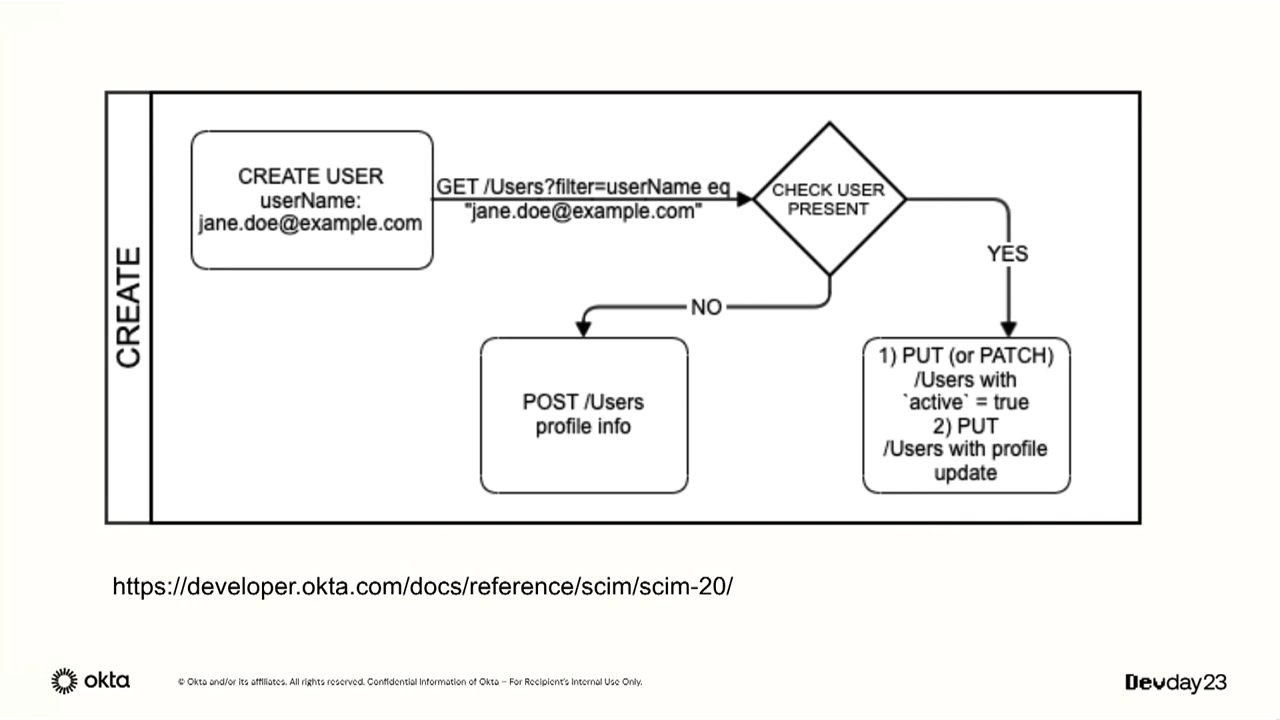 CREATE
CREATE USER
userName:
jane.doe@example.com
GET /Users?filter=userName eq
"jane.doe@example.com"
CHECK USER
PRESENT
YES
NO
POST /Users
profile info
1) PUT (or PATCH)
/Users with
`active` = true
2) PUT
/Users with profile
update
https://developer.okta.com/docs/reference/scim/scim-20/
okta
© Okta and/or its affiliates. All rights reserved. Confidential Information of Okta – For Recipient's Internal Use Only.
Devday23